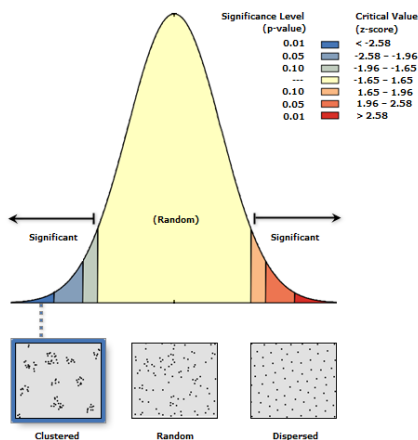 Significance Level Critical Value
(p-value) (z-score)
0.01 < -2.58
0.05 -2.58 – -1.96
0.10 -1.96 – -1.65
--- -1.65 – 1.65
0.10 1.65 – 1.96
0.05 1.96 – 2.58
0.01 > 2.58
(Random)
Significant Significant
Clustered Random Dispersed